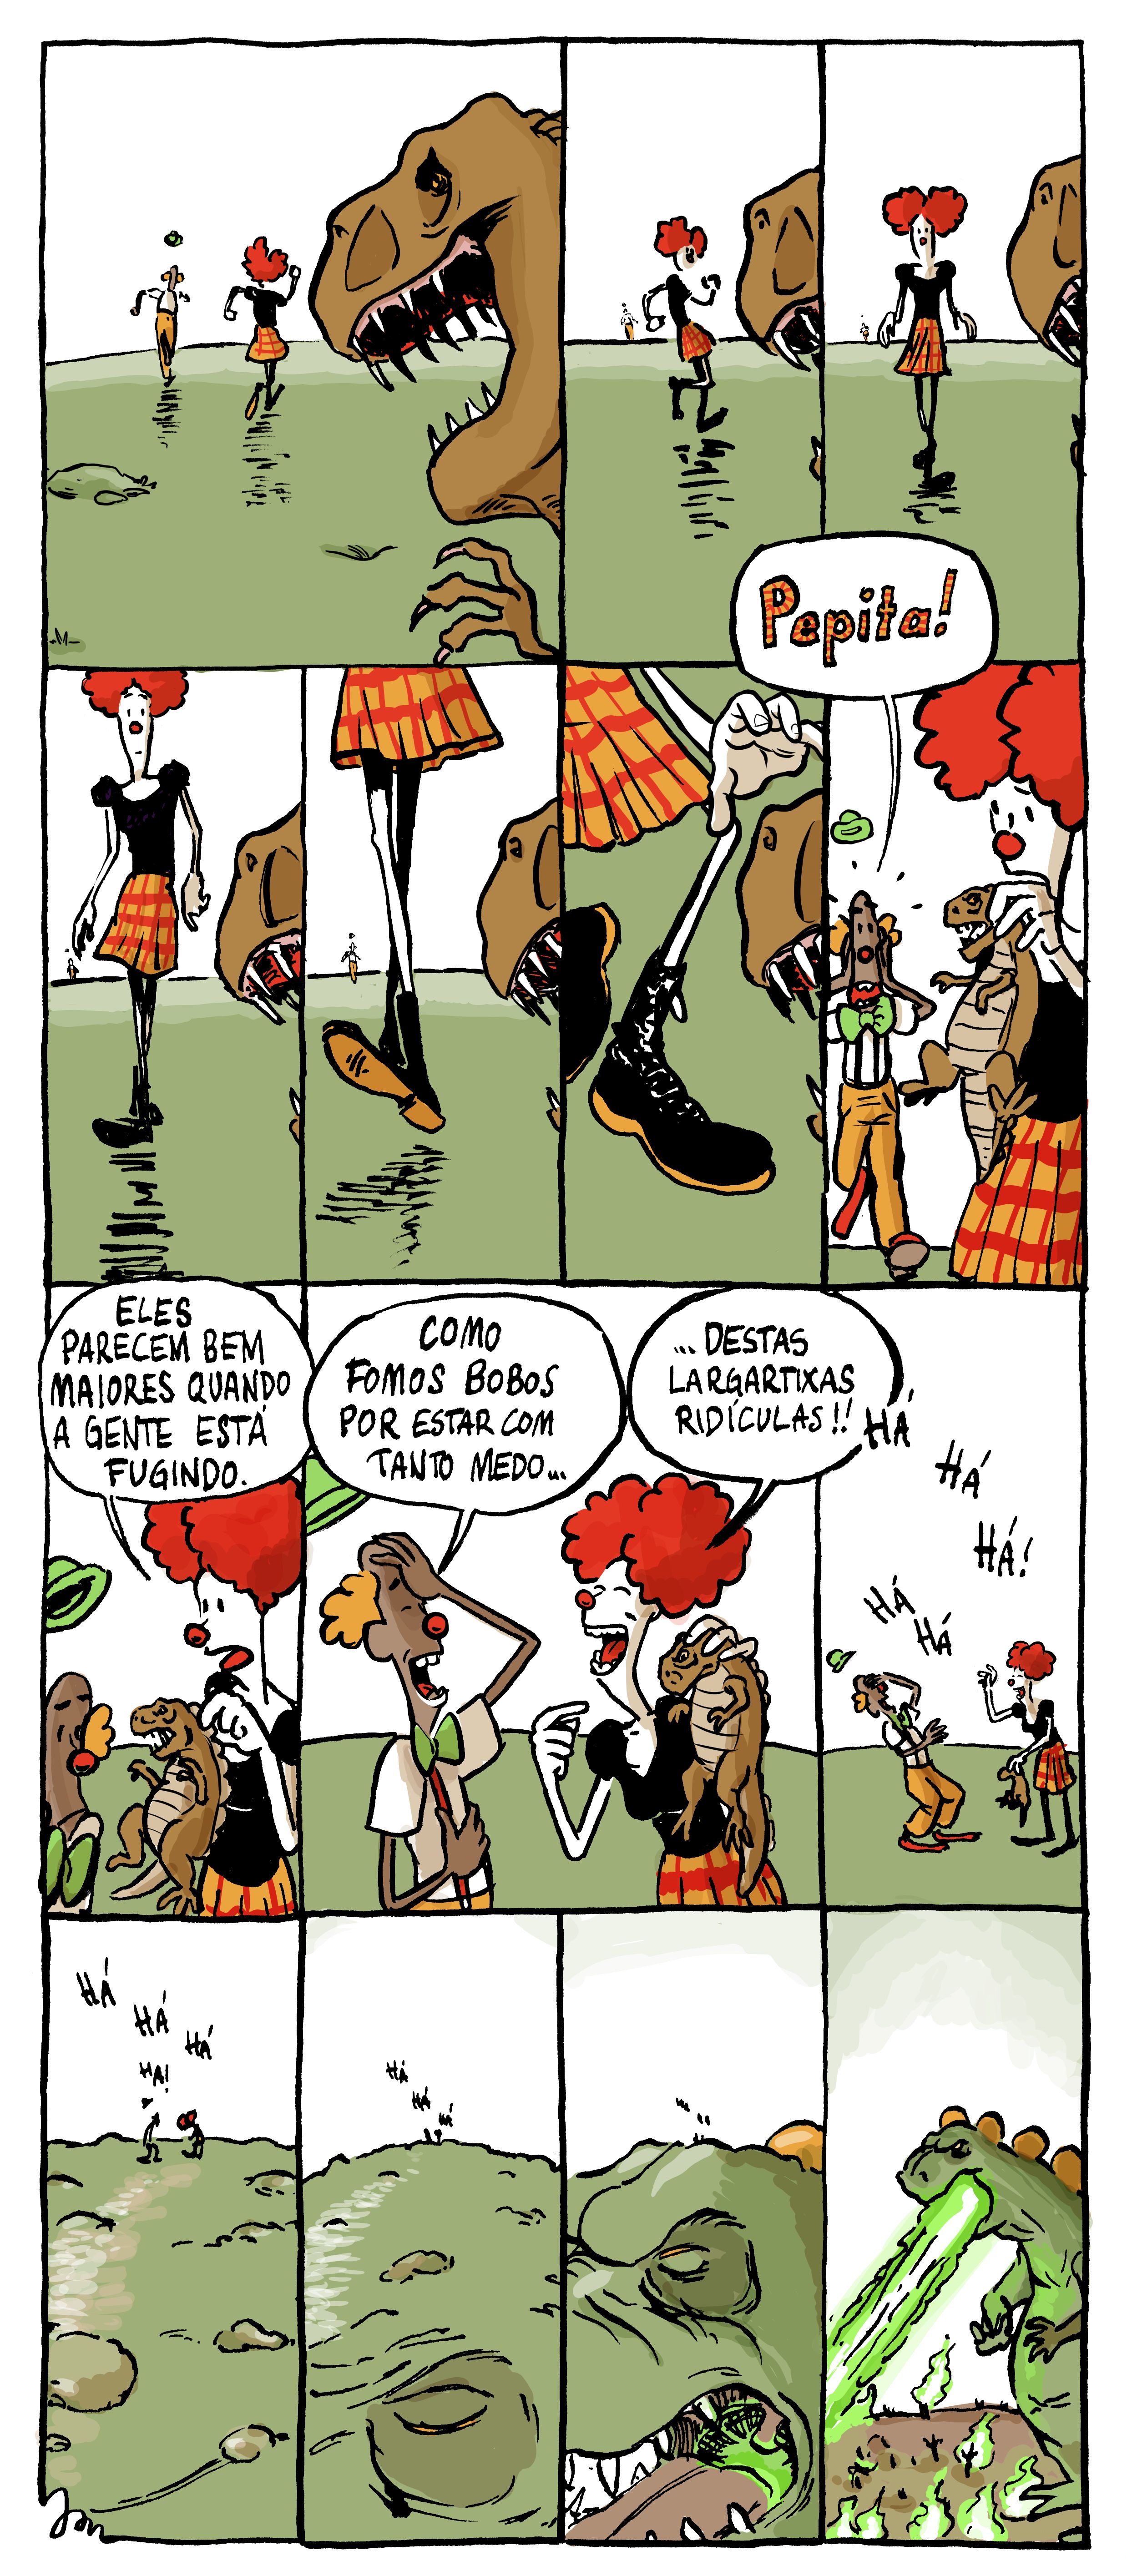 Pepita!
ELES
PARECEM BEM
MAIORES QUANDO
A GENTE ESTÁ
FUGINDO.
COMO
FOMOS BOBOS
POR ESTAR COM
TANTO MEDO...
...DESTAS
LARGARTIXAS
RIDÍCULAS!!
HÁ
HÁ
HÁ!
HÁ
HÁ
HÁ
HÁ
HÁ
HA!
HÁ
HÁ
HÁ